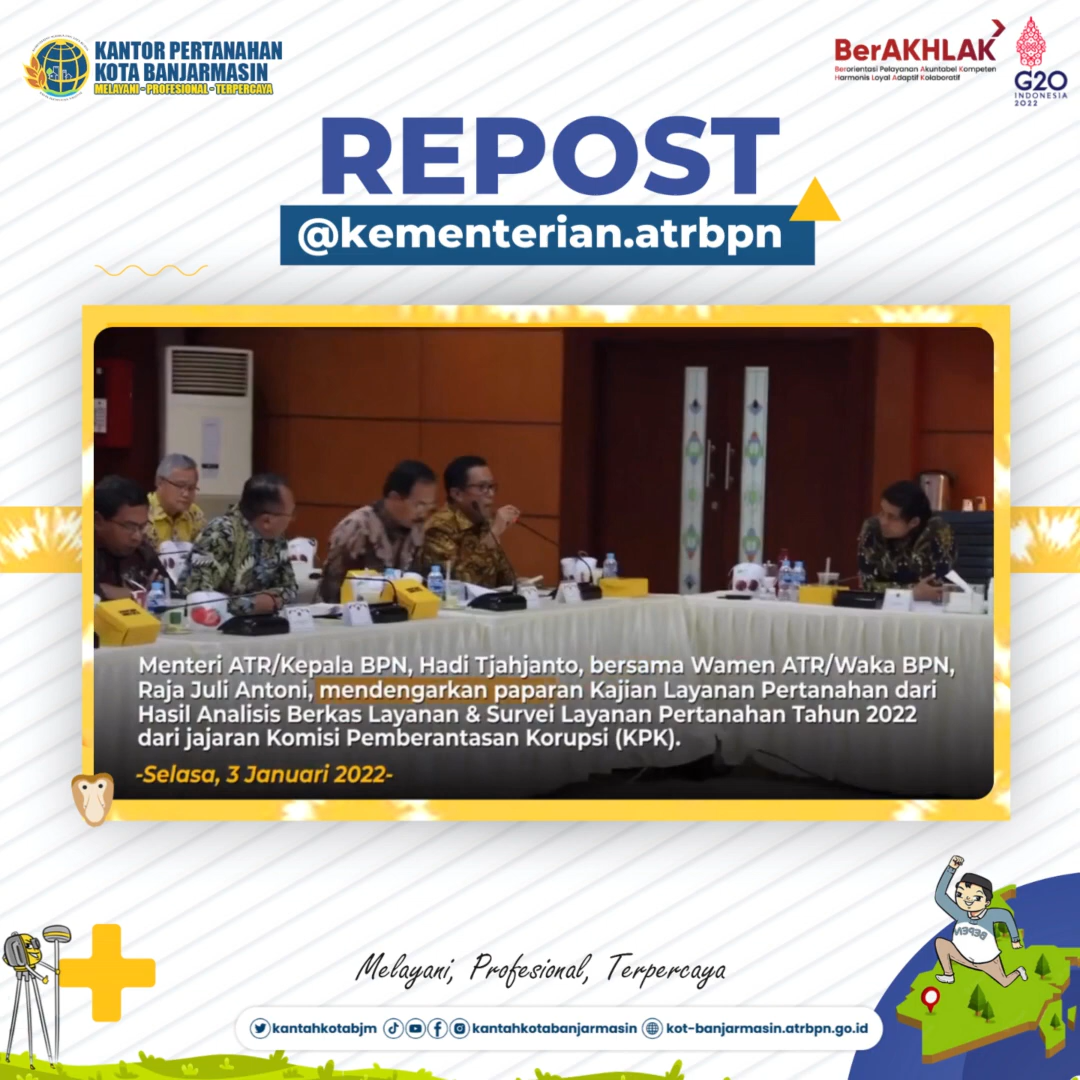 KANTOR PERTANAHAN
KOTA BANJARMASIN
MELAYANI - PROFESIONAL - TERPERCAYA
BerAKHLAK
Berorientasi Pelayanan Akuntabel Kompeten
Harmonis Loyal Adaptif Kolaboratif
G20
INDONESIA
2022
REPOST
@kementerian.atrbpn
Menteri ATR/Kepala BPN, Hadi Tjahjanto, bersama Wamen ATR/Waka BPN,
Raja Juli Antoni, mendengarkan paparan Kajian Layanan Pertanahan dari
Hasil Analisis Berkas Layanan & Survei Layanan Pertanahan Tahun 2022
dari jajaran Komisi Pemberantasan Korupsi (KPK).
-Selasa, 3 Januari 2022-
BEPEN
Melayani, Profesional, Terpercaya
kantahkotabjm kantahkotabanjarmasin kot-banjarmasin.atrbpn.go.id